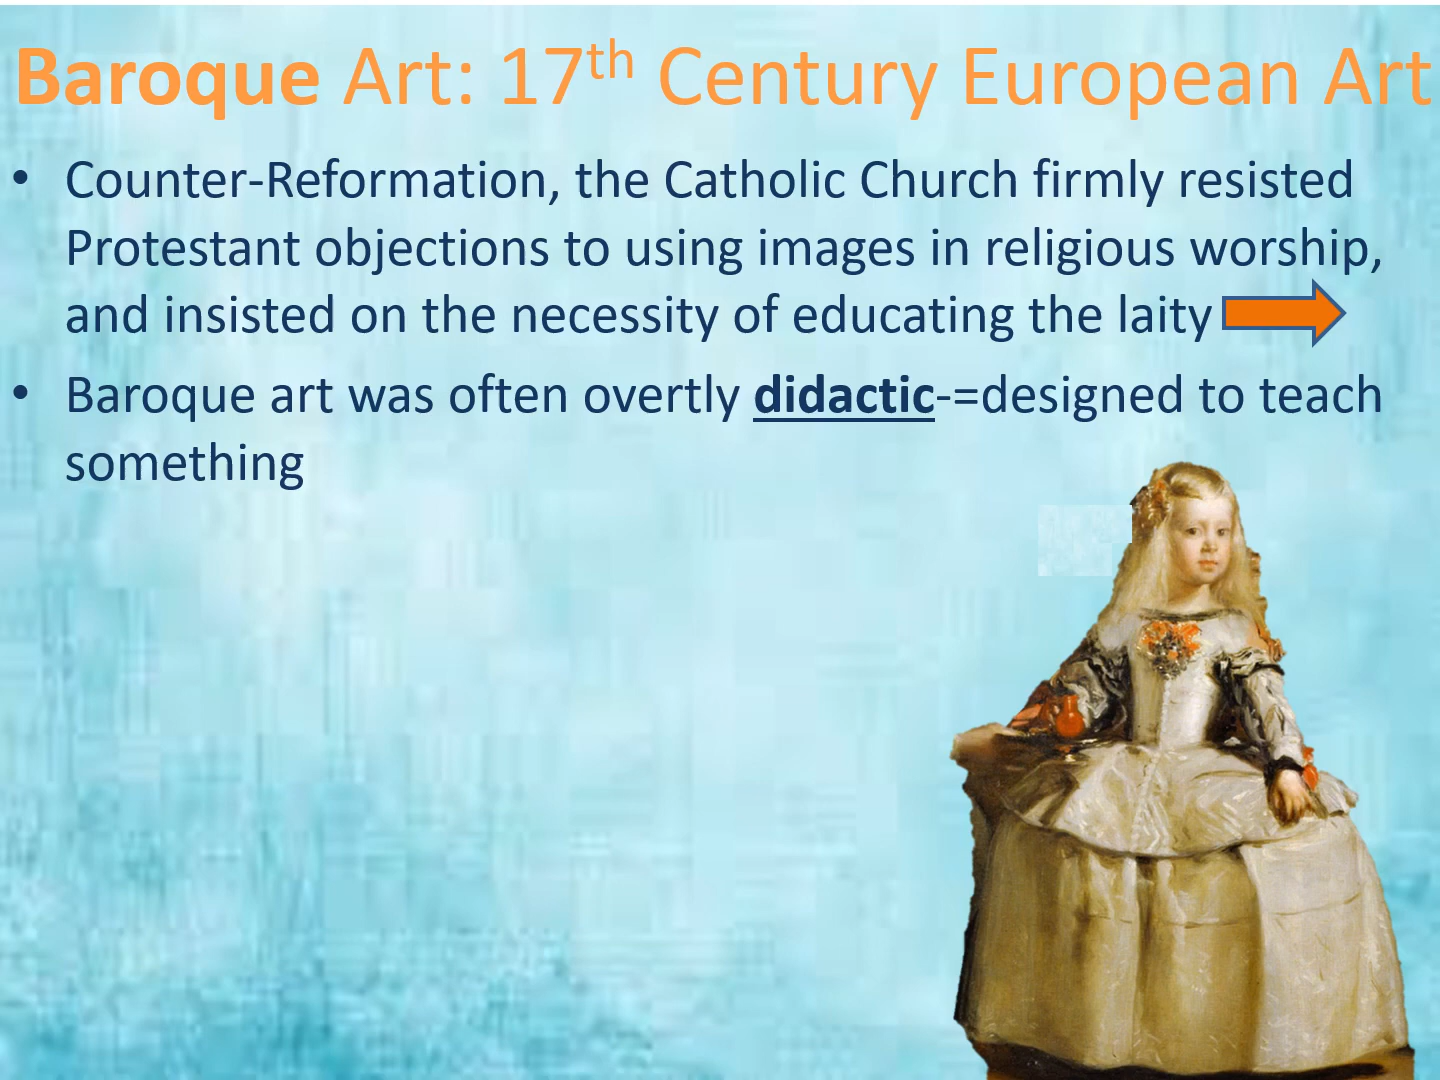 Baroque Art: 17th Century European Art
• Counter-Reformation, the Catholic Church firmly resisted
Protestant objections to using images in religious worship,
and insisted on the necessity of educating the laity
• Baroque art was often overtly didactic-=designed to teach
something